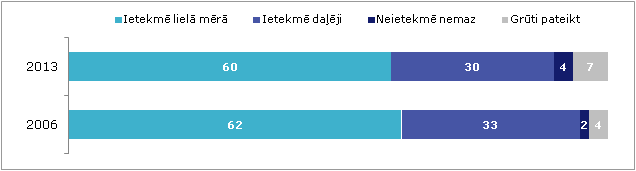 Ietekmē lielā mērā Ietekmē daļēji Neietekmē nemaz Grūti pateikt
2013 60 30 4 7
2006 62 33 2 4